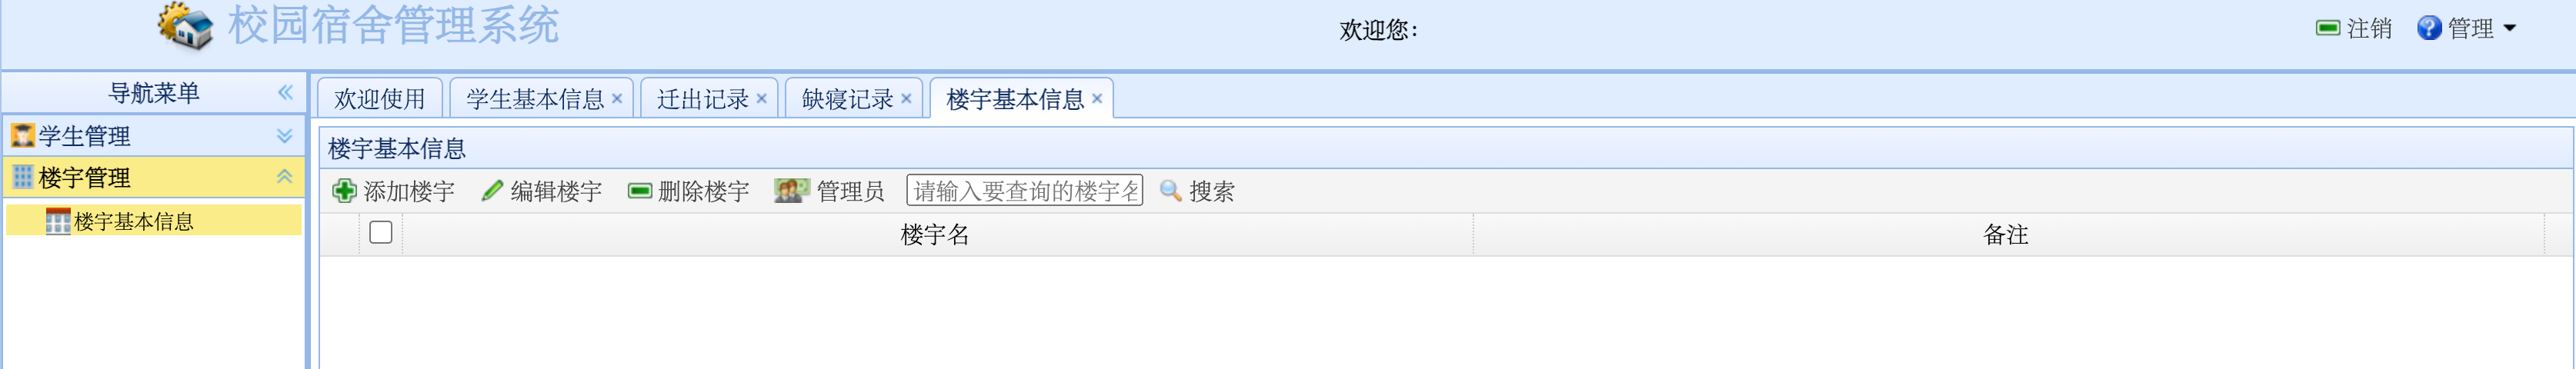 校园宿舍管理系统
欢迎您:
注销
管理
导航菜单
欢迎使用
学生基本信息
迁出记录
缺寝记录
楼宇基本信息
学生管理
楼宇管理
楼宇基本信息
楼宇基本信息
添加楼宇
编辑楼宇
删除楼宇
管理员
请输入要查询的楼宇名
搜索
楼宇名
备注